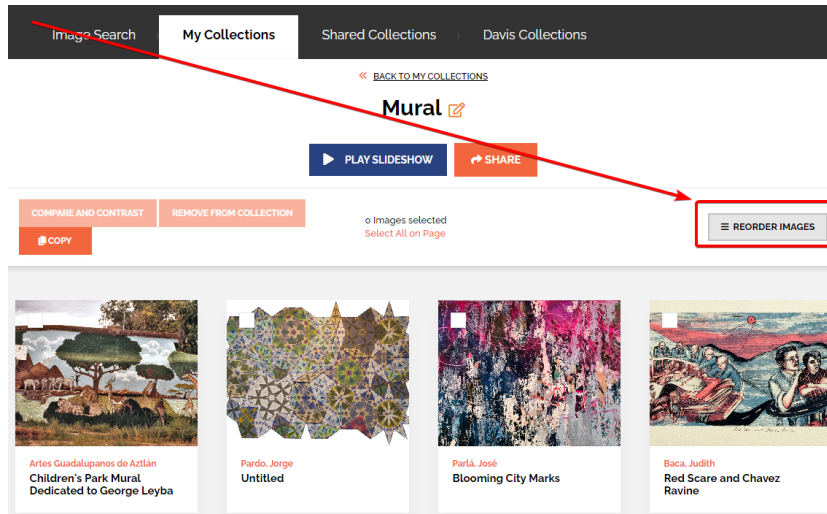 Image Search
My Collections
Shared Collections
Davis Collections
« BACK TO MY COLLECTIONS
Mural
PLAY SLIDESHOW
SHARE
COMPARE AND CONTRAST
REMOVE FROM COLLECTION
COPY
0 Images selected
Select All on Page
REORDER IMAGES
Artes Guadalupanos de Aztlán
Children's Park Mural
Dedicated to George Leyba
Pardo, Jorge
Untitled
Parlá, José
Blooming City Marks
Baca, Judith
Red Scare and Chavez
Ravine